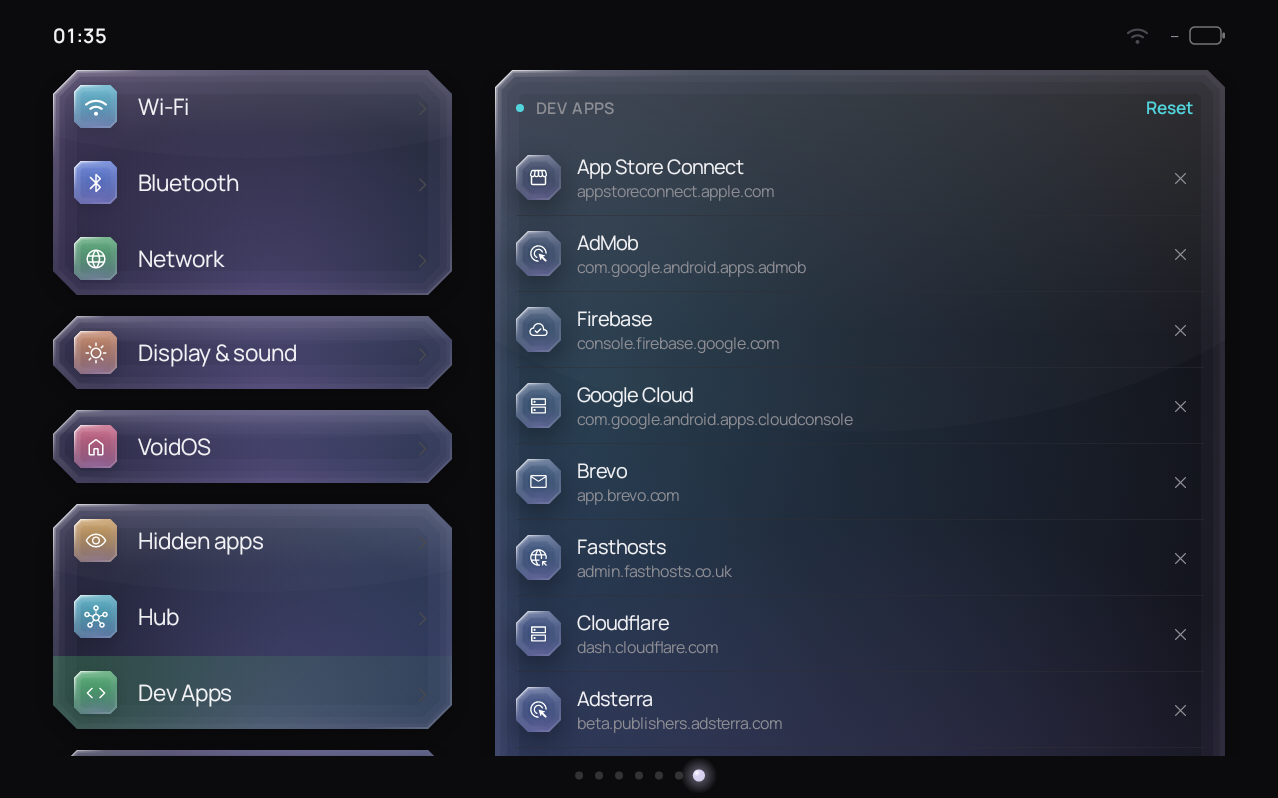 01:35
Wi-Fi
Bluetooth
Network
Display & sound
VoidOS
Hidden apps
Hub
Dev Apps
DEV APPS
Reset
App Store Connect
appstoreconnect.apple.com
AdMob
com.google.android.apps.admob
Firebase
console.firebase.google.com
Google Cloud
com.google.android.apps.cloudconsole
Brevo
app.brevo.com
Fasthosts
admin.fasthosts.co.uk
Cloudflare
dash.cloudflare.com
Adsterra
beta.publishers.adsterra.com